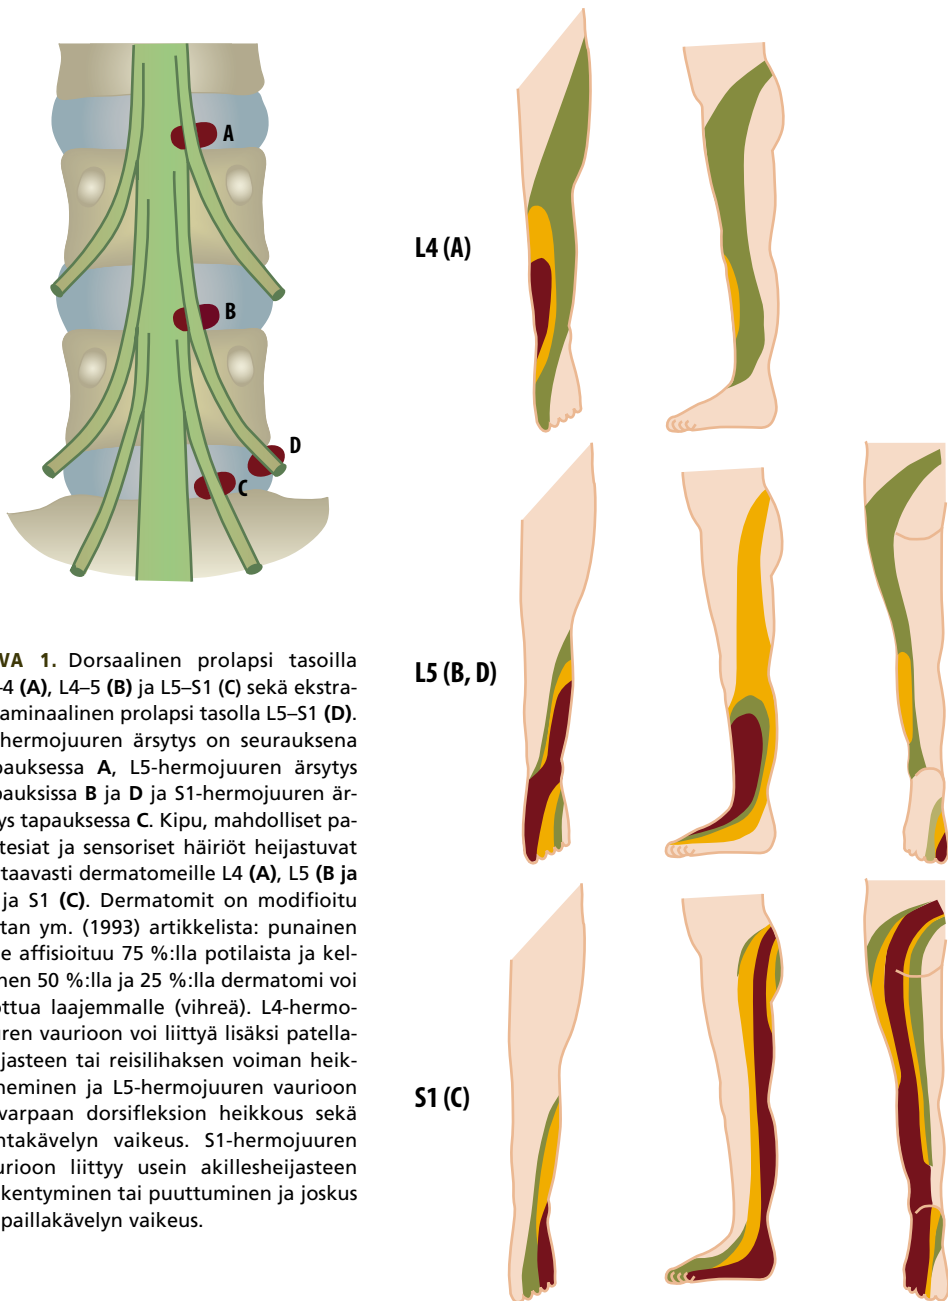 A
B
D
C
L4 (A)
L5 (B, D)
S1 (C)
VA 1. Dorsaalinen prolapsi tasoilla
–4 (A), L4–5 (B) ja L5–S1 (C) sekä ekstra-
aminaalinen prolapsi tasolla L5–S1 (D).
hermojuuren ärsytys on seurauksena
pauksessa A, L5-hermojuuren ärsytys
pauksissa B ja D ja S1-hermojuuren är-
ys tapauksessa C. Kipu, mahdolliset pa-
tesiat ja sensoriset häiriöt heijastuvat
taavasti dermatomeille L4 (A), L5 (B ja
ja S1 (C). Dermatomit on modifioitu
tan ym. (1993) artikkelista: punainen
e affisioituu 75 %:lla potilaista ja kel-
nen 50 %:lla ja 25 %:lla dermatomi voi
ottua laajemmalle (vihreä). L4-hermo-
uren vaurioon voi liittyä lisäksi patella-
ijasteen tai reisilihaksen voiman heik-
neminen ja L5-hermojuuren vaurioon
varpaan dorsifleksion heikkous sekä
ntakävelyn vaikeus. S1-hermojuuren
urioon liittyy usein akillesheijasteen
kentyminen tai puuttuminen ja joskus
paillakävelyn vaikeus.